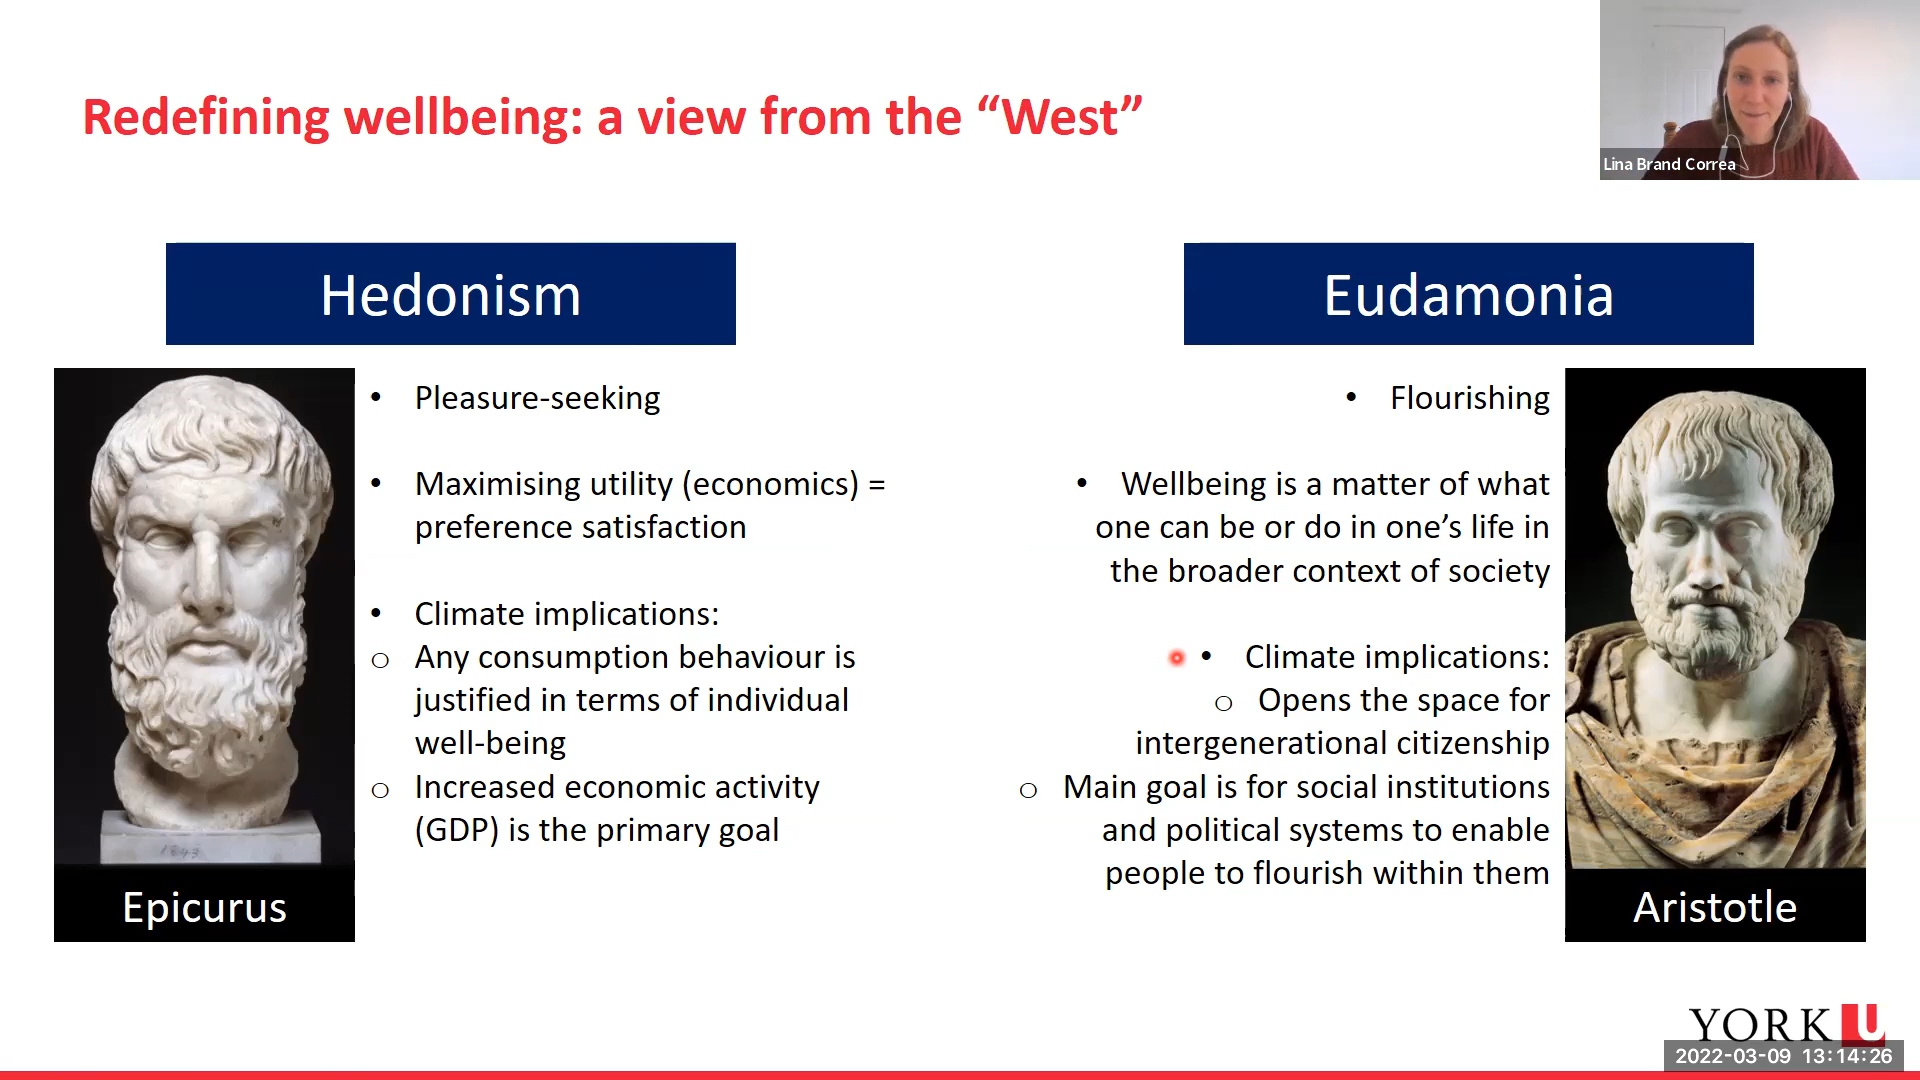 Redefining wellbeing: a view from the “West”
Lina Brand Correa
Hedonism
• Pleasure-seeking
• Maximising utility (economics) =
preference satisfaction
• Climate implications:
o Any consumption behaviour is
justified in terms of individual
well-being
o Increased economic activity
(GDP) is the primary goal
Epicurus
Eudamonia
• Flourishing
• Wellbeing is a matter of what
one can be or do in one’s life in
the broader context of society
• Climate implications:
o Opens the space for
intergenerational citizenship
o Main goal is for social institutions
and political systems to enable
people to flourish within them
Aristotle
YORK U
2022-03-09 13:14:26